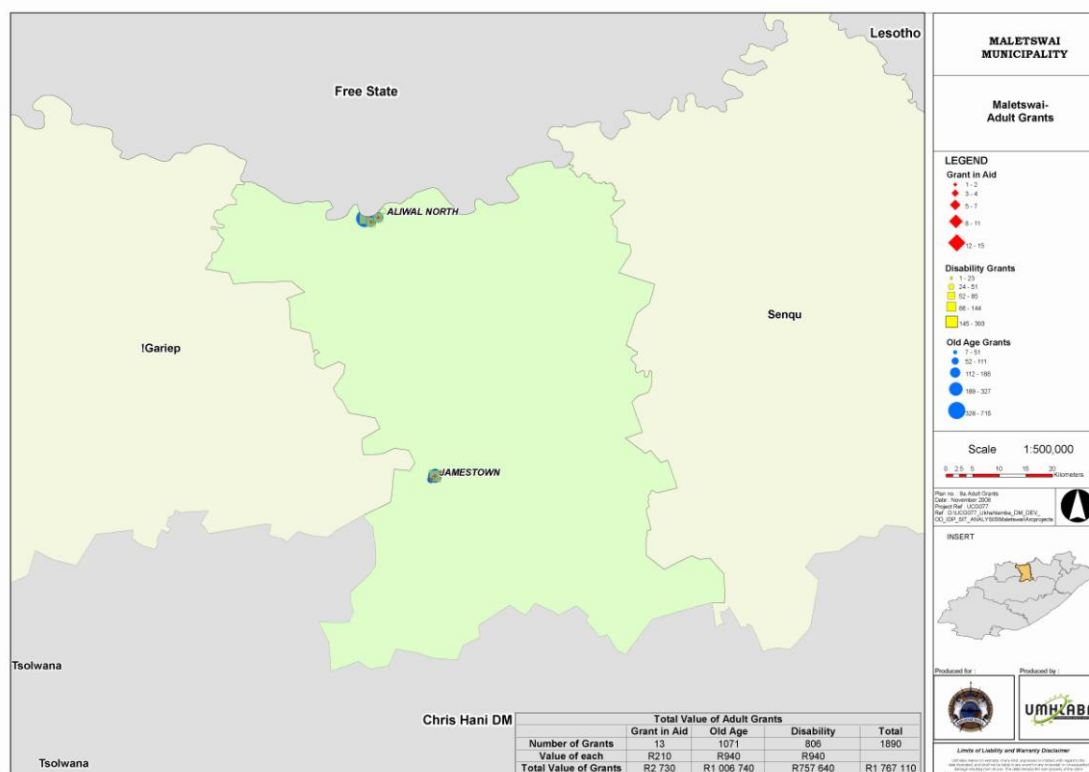 Lesotho
Free State
ALIWAL NORTH
!Gariep
Senqu
JAMESTOWN
Tsolwana
Chris Hani DM
Tsolwana
Total Value of Adult Grants
Grant in Aid Old Age Disability Total
Number of Grants 13 1071 806 1890
Value of each R210 R940 R940
Total Value of Grants R2 730 R1 006 740 R757 640 R1 767 110
MALETSWAI
MUNICIPALITY
Maletswai-
Adult Grants
LEGEND
Grant in Aid
1 - 2
3 - 4
5 - 7
8 - 11
12 - 15
Disability Grants
1 - 23
24 - 51
52 - 85
86 - 144
145 - 393
Old Age Grants
7 - 51
52 - 111
112 - 188
189 - 327
328 - 715
Scale 1:500,000
0 2.5 5 10 15 20
Kilometers
Plan no : 8a Adult Grants
Date : November 2008
Project Ref : UCG077
INSERT
Produced for :
Produced by :
UMHLABA
Limits of Liability and Warranty Disclaimer